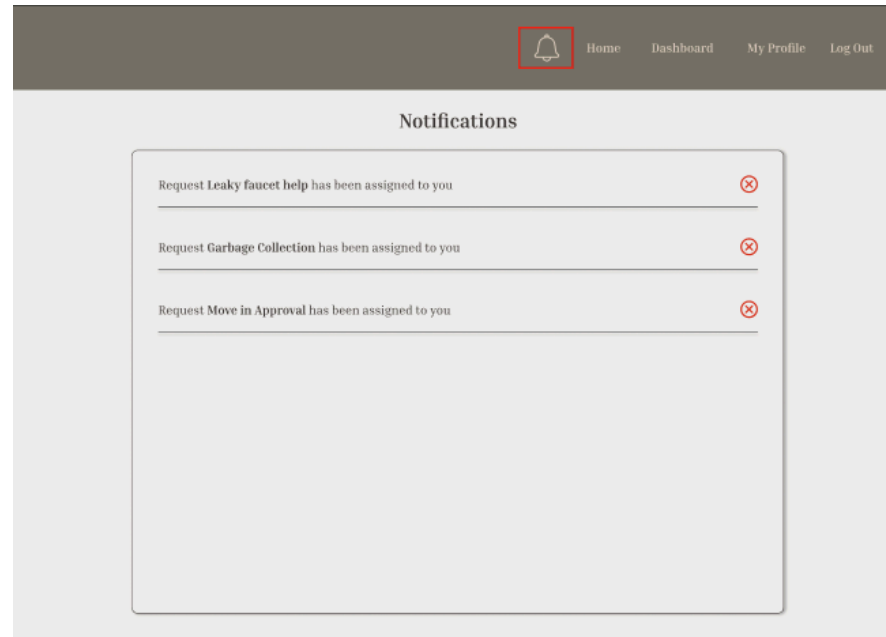 Home Dashboard My Profile Log Out
Notifications
Request Leaky faucet help has been assigned to you
Request Garbage Collection has been assigned to you
Request Move in Approval has been assigned to you